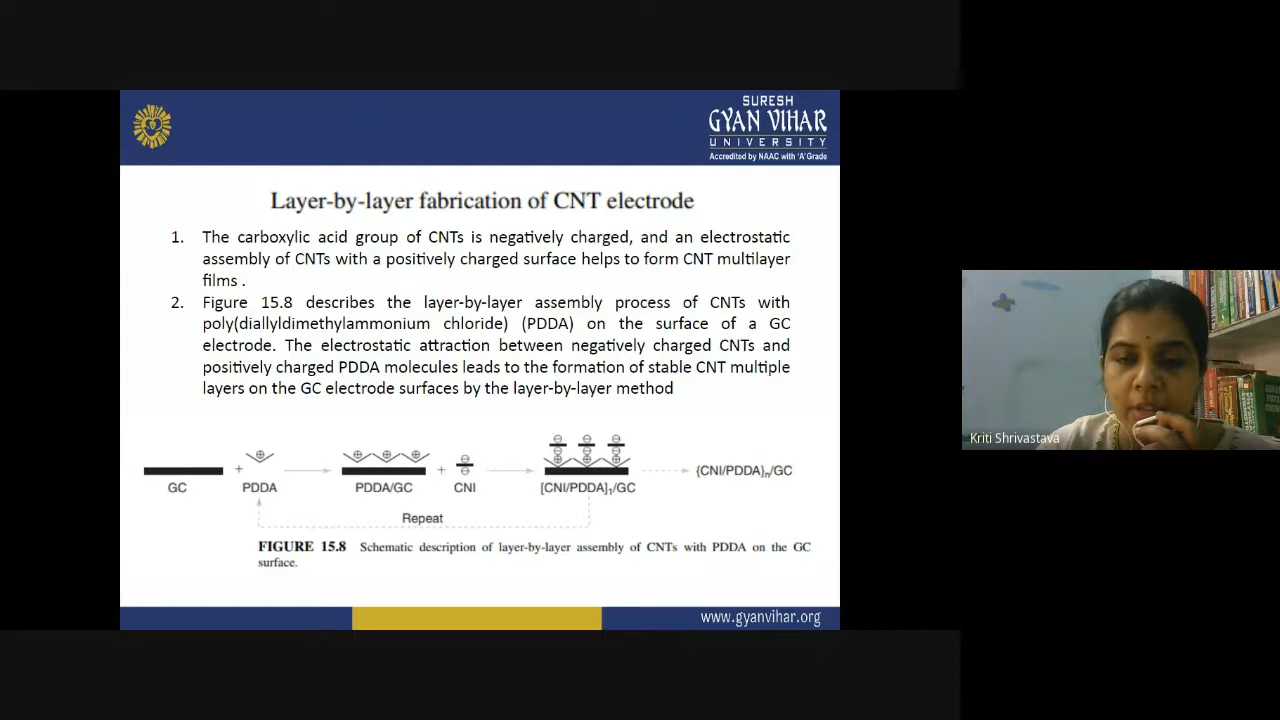 SURESH
GYAN VIHAR
UNIVERSITY
Accredited by NAAC with 'A' Grade
Layer-by-layer fabrication of CNT electrode
1. The carboxylic acid group of CNTs is negatively charged, and an electrostatic
assembly of CNTs with a positively charged surface helps to form CNT multilayer
films .
2. Figure 15.8 describes the layer-by-layer assembly process of CNTs with
poly(diallyldimethylammonium chloride) (PDDA) on the surface of a GC
electrode. The electrostatic attraction between negatively charged CNTs and
positively charged PDDA molecules leads to the formation of stable CNT multiple
layers on the GC electrode surfaces by the layer-by-layer method
GC + PDDA PDDA/GC + CNI [CNI/PDDA]₁/GC {CNI/PDDA}ₙ/GC
Repeat
FIGURE 15.8 Schematic description of layer-by-layer assembly of CNTs with PDDA on the GC
surface.
www.gyanvihar.org
Kriti Shrivastava